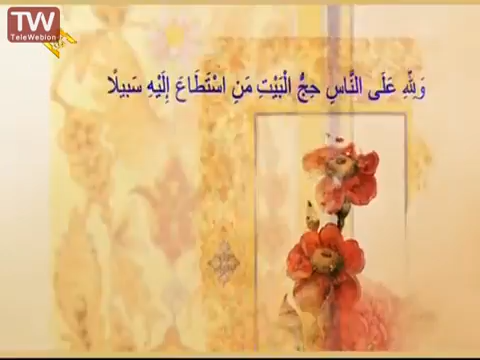 TW
TeleWebion
وَلِلَّهِ عَلَى النَّاسِ حِجُّ الْبَيْتِ مَنِ اسْتَطَاعَ إِلَيْهِ سَبِيلًا